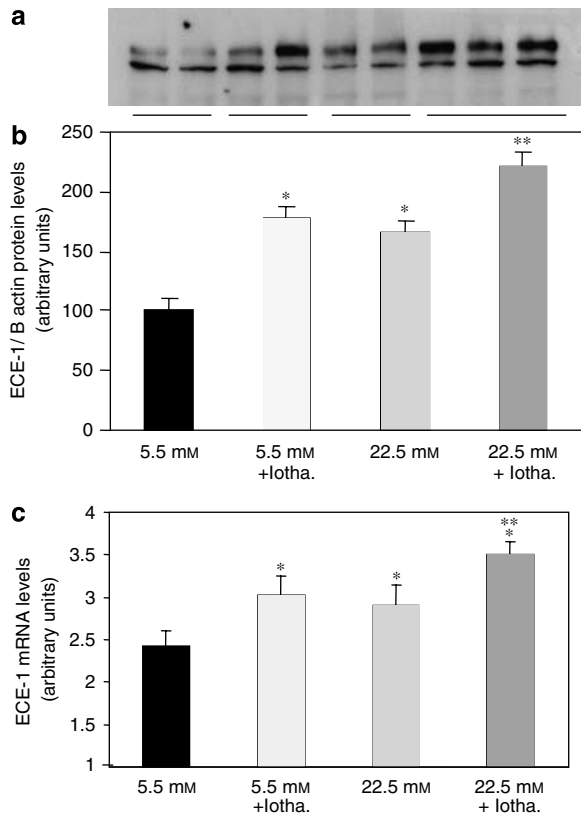 a
b
250
200
150
100
50
0
ECE-1/ B actin protein levels
(arbitrary units)
*
*
**
5.5 mM
5.5 mM
+Iotha.
22.5 mM
22.5 mM
+ Iotha.
c
4
3.5
3
2.5
2
1.5
1
ECE-1 mRNA levels
(arbitrary units)
*
*
**
*
5.5 mM
5.5 mM
+Iotha.
22.5 mM
22.5 mM
+ Iotha.